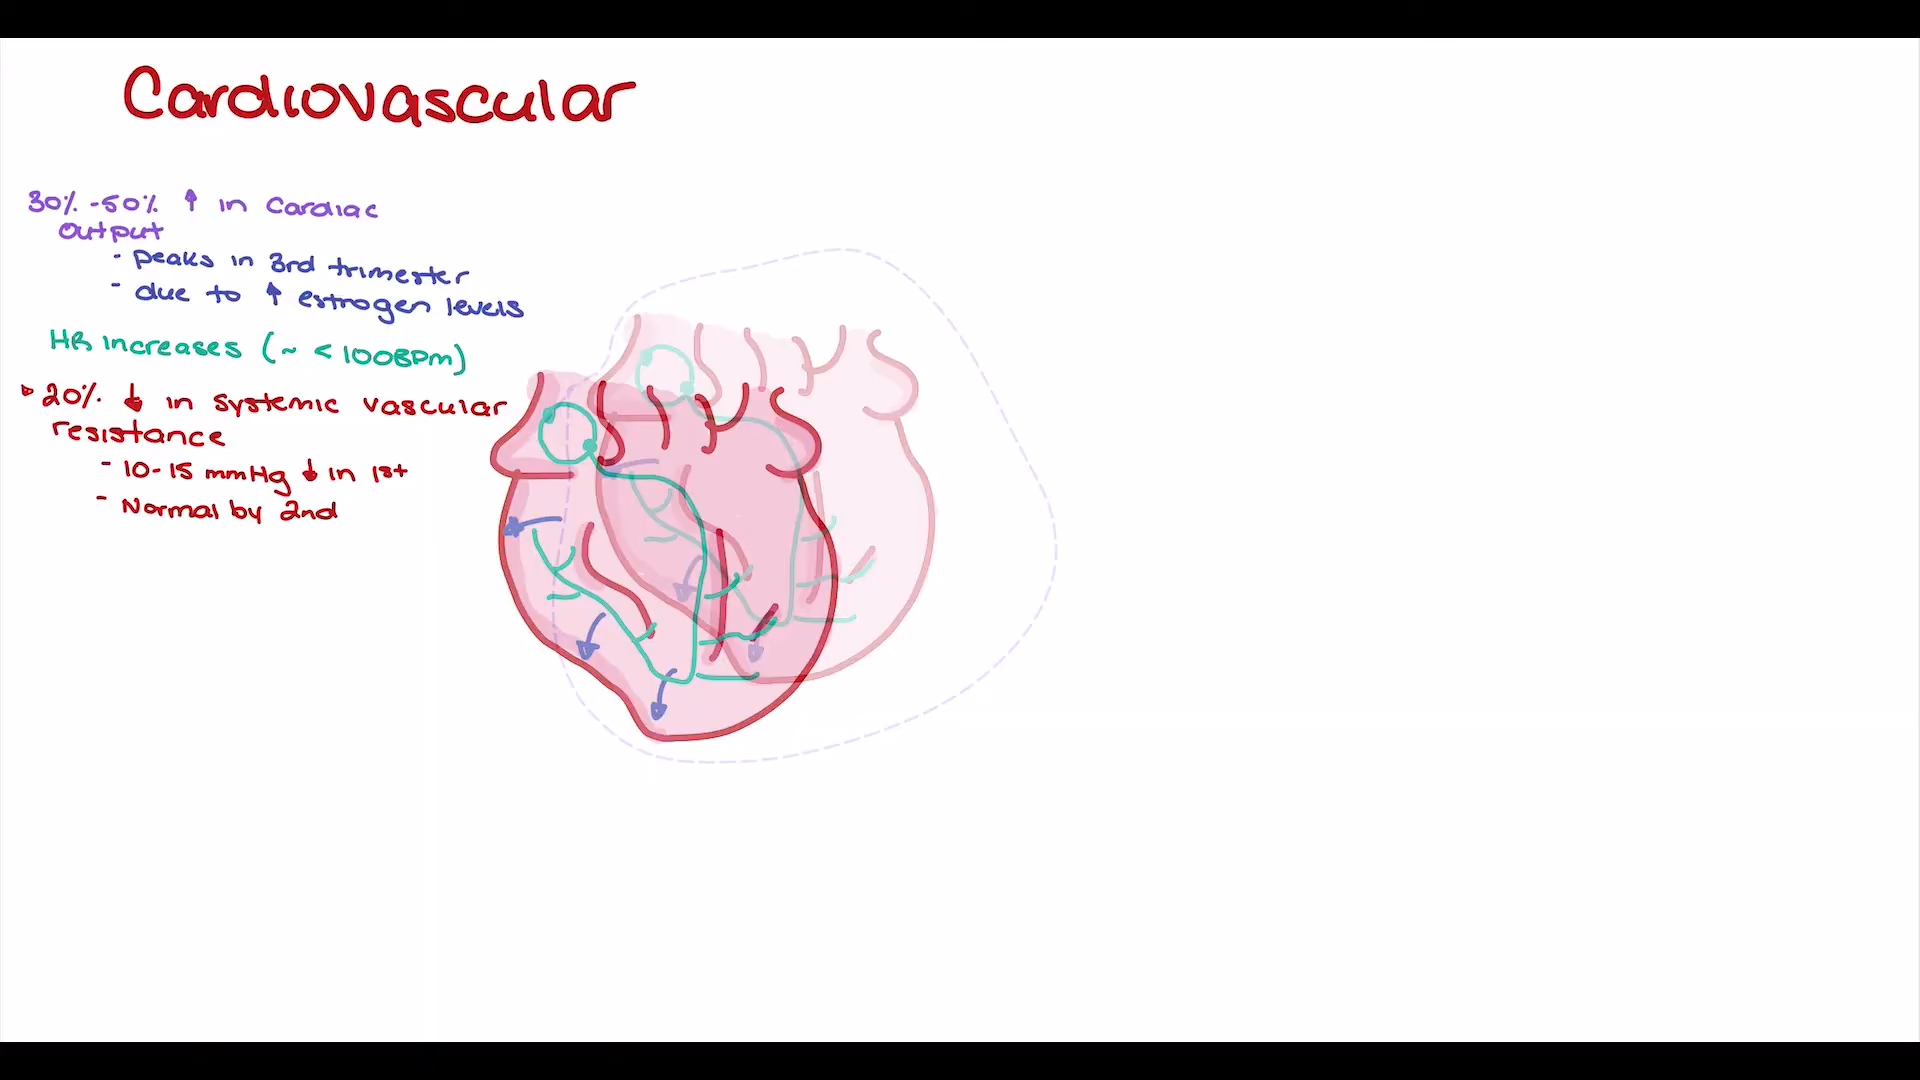 Cardiovascular
30% -50% ↑ in cardiac
output
- peaks in 3rd trimester
- due to ↑ estrogen levels
HR increases (~ < 100BPM)
20% ↓ in systemic vascular
resistance
- 10-15 mmHg ↓ in 1st
- Normal by 2nd